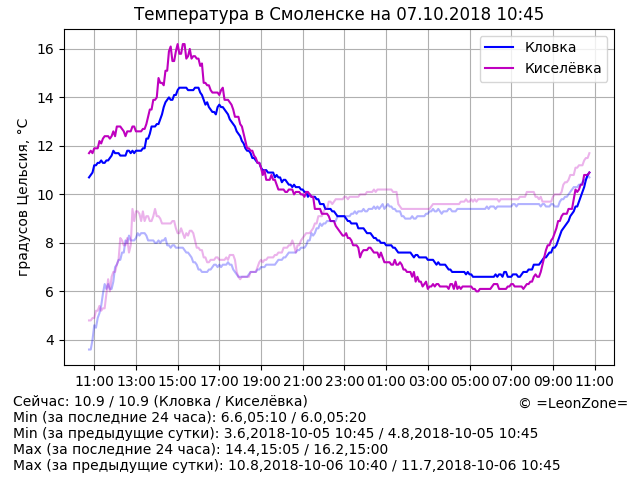 Температура в Смоленске на 07.10.2018 10:45
Кловка
Киселёвка
градусов Цельсия, °C
16
14
12
10
8
6
4
11:00 13:00 15:00 17:00 19:00 21:00 23:00 01:00 03:00 05:00 07:00 09:00 11:00
Сейчас: 10.9 / 10.9 (Кловка / Киселёвка)
© =LeonZone=
Min (за последние 24 часа): 6.6,05:10 / 6.0,05:20
Min (за предыдущие сутки): 3.6,2018-10-05 10:45 / 4.8,2018-10-05 10:45
Max (за последние 24 часа): 14.4,15:05 / 16.2,15:00
Max (за предыдущие сутки): 10.8,2018-10-06 10:40 / 11.7,2018-10-06 10:45